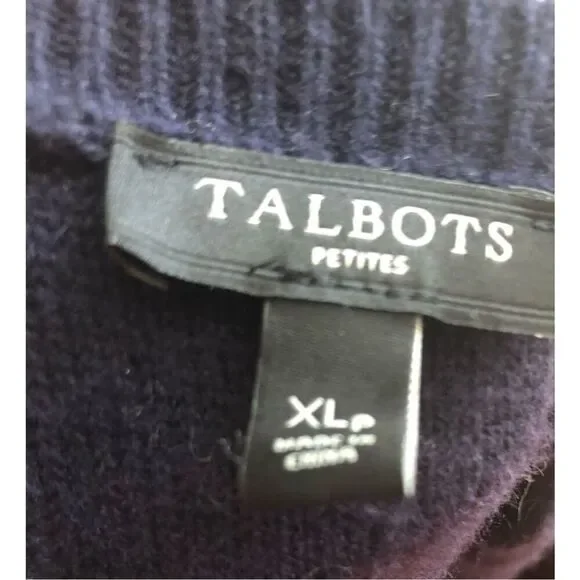 TALBOTS
PETITES
XLP
MADE IN
CHINA